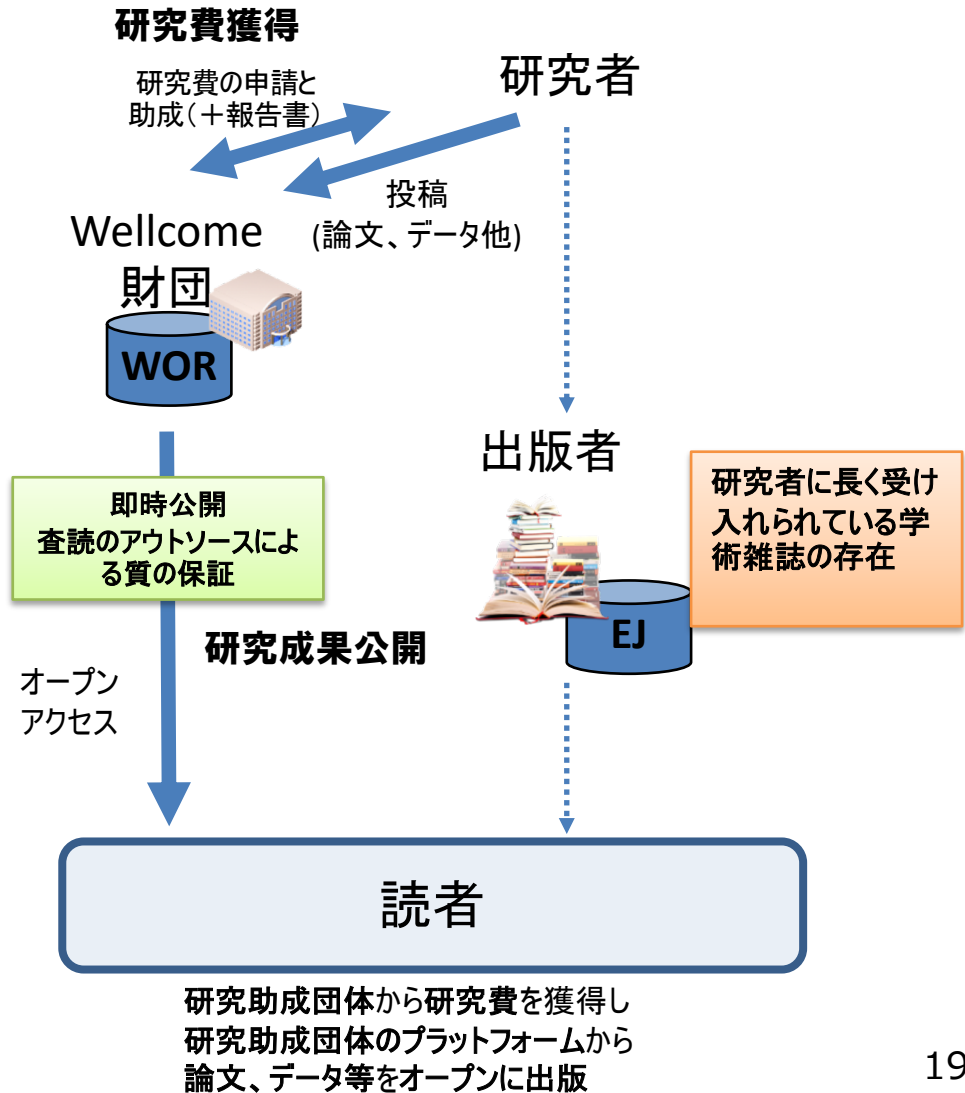 研究費獲得
研究費の申請と
助成(+報告書)
研究者
投稿
(論文、データ他)
Wellcome
財団
WOR
出版者
研究者に長く受け
入れられている学
術雑誌の存在
即時公開
査読のアウトソースによ
る質の保証
EJ
研究成果公開
オープン
アクセス
読者
研究助成団体から研究費を獲得し
研究助成団体のプラットフォームから
論文、データ等をオープンに出版
19